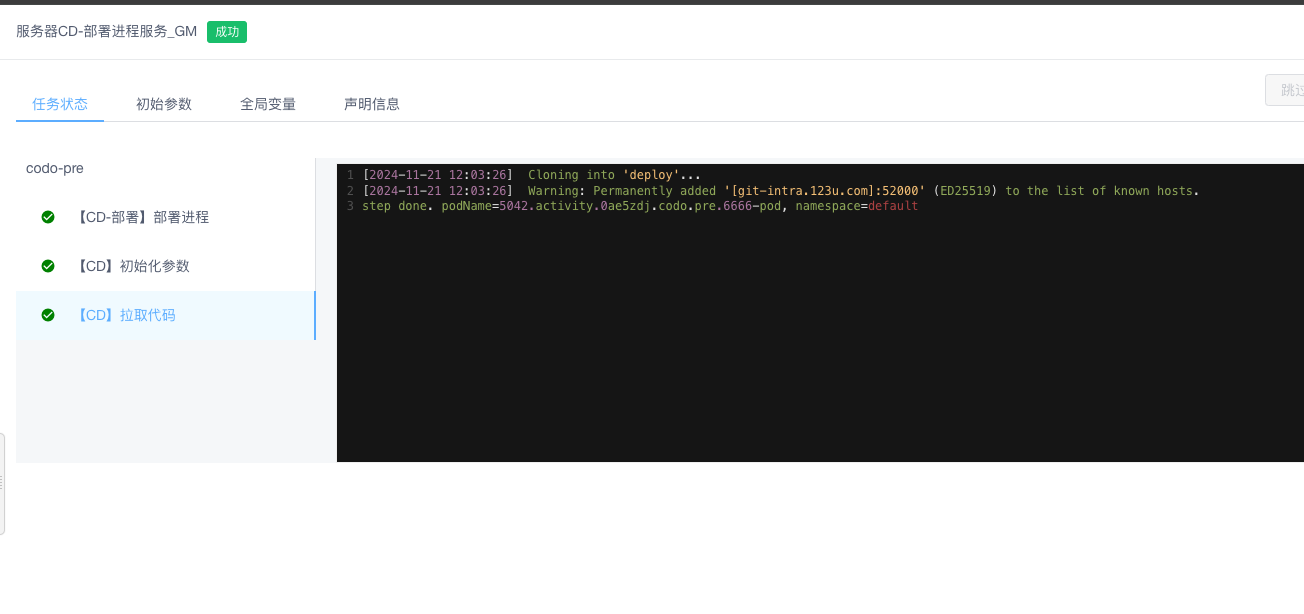 服务器CD-部署进程服务_GM 成功
任务状态 初始参数 全局变量 声明信息
跳过
codo-pre
【CD-部署】部署进程
【CD】初始化参数
【CD】拉取代码
1 [2024-11-21 12:03:26]  Cloning into 'deploy'...
2 [2024-11-21 12:03:26]  Warning: Permanently added '[git-intra.123u.com]:52000' (ED25519) to the list of known hosts.
3 step done. podName=5042.activity.0ae5zdj.codo.pre.6666-pod, namespace=default